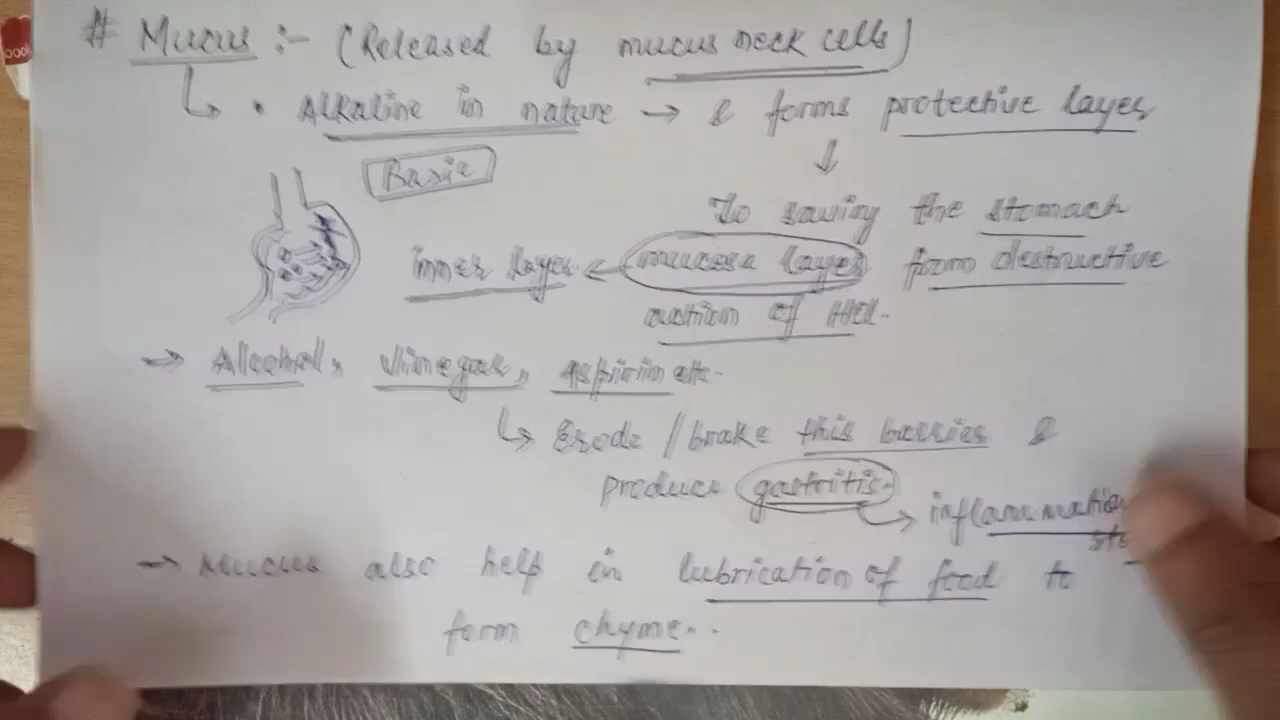 # Mucus :- (Released by mucus neck cells)
• Alkaline in nature → & forms protective layer
Basic
To saving the stomach
inner layer ← mucosa layer form destructive
action of HCl.
→ Alcohol, Vinegar, aspirin etc.
↳ Erode / brake this barrier &
produce gastritis. → inflammatio
→ Mucus also help in lubrication of food to
form chyme..